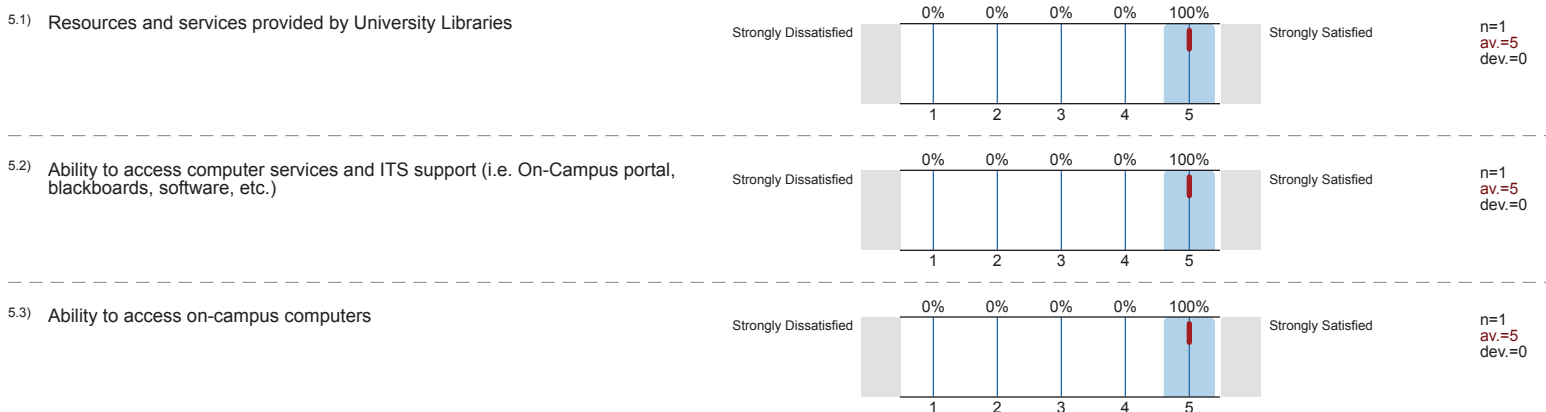 5.1) Resources and services provided by University Libraries
0% 0% 0% 0% 100%
Strongly Dissatisfied Strongly Satisfied
n=1
av.=5
dev.=0
1 2 3 4 5
5.2) Ability to access computer services and ITS support (i.e. On-Campus portal,
blackboards, software, etc.)
0% 0% 0% 0% 100%
Strongly Dissatisfied Strongly Satisfied
n=1
av.=5
dev.=0
1 2 3 4 5
5.3) Ability to access on-campus computers
0% 0% 0% 0% 100%
Strongly Dissatisfied Strongly Satisfied
n=1
av.=5
dev.=0
1 2 3 4 5